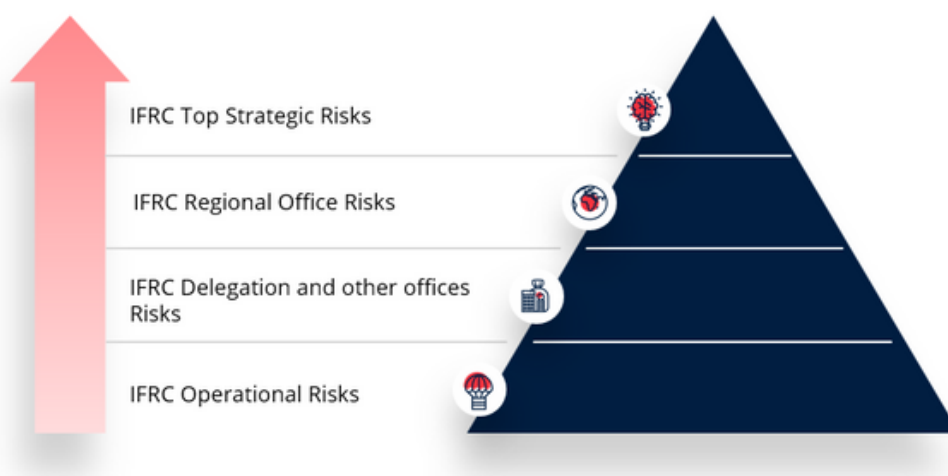 IFRC Top Strategic Risks
IFRC Regional Office Risks
IFRC Delegation and other offices
Risks
IFRC Operational Risks